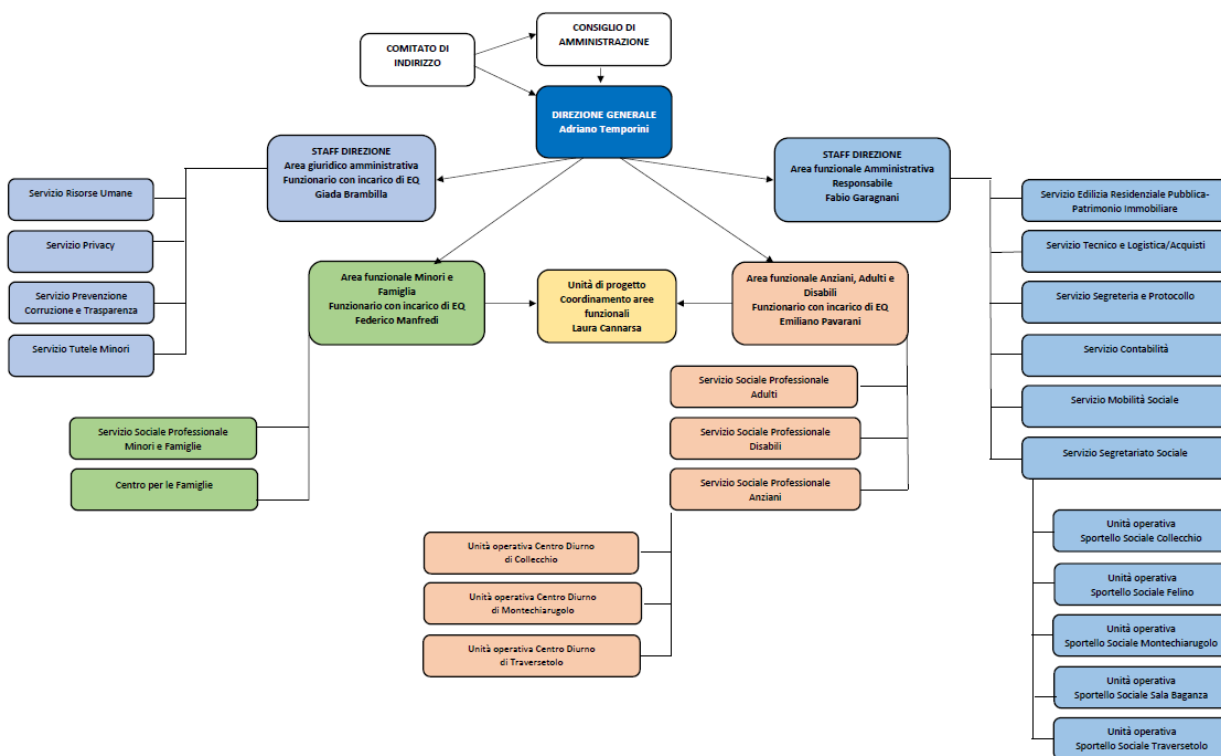 CONSIGLIO DI
AMMINISTRAZIONE
COMITATO DI
INDIRIZZO
DIREZIONE GENERALE
Adriano Temporini
STAFF DIREZIONE
Area giuridico amministrativa
Funzionario con incarico di EQ
Giada Brambilla
STAFF DIREZIONE
Area funzionale Amministrativa
Responsabile
Fabio Garagnani
Servizio Risorse Umane
Servizio Privacy
Servizio Prevenzione
Corruzione e Trasparenza
Servizio Tutele Minori
Servizio Edilizia Residenziale Pubblica-
Patrimonio Immobiliare
Servizio Tecnico e Logistica/Acquisti
Servizio Segreteria e Protocollo
Servizio Contabilità
Servizio Mobilità Sociale
Servizio Segretariato Sociale
Area funzionale Minori e
Famiglia
Funzionario con incarico di EQ
Federico Manfredi
Unità di progetto
Coordinamento aree
funzionali
Laura Cannarsa
Area funzionale Anziani, Adulti e
Disabili
Funzionario con incarico di EQ
Emiliano Pavarani
Servizio Sociale Professionale
Minori e Famiglie
Centro per le Famiglie
Servizio Sociale Professionale
Adulti
Servizio Sociale Professionale
Disabili
Servizio Sociale Professionale
Anziani
Unità operativa Centro Diurno
di Collecchio
Unità operativa Centro Diurno
di Montechiarugolo
Unità operativa Centro Diurno
di Traversetolo
Unità operativa
Sportello Sociale Collecchio
Unità operativa
Sportello Sociale Felino
Unità operativa
Sportello Sociale Montechiarugolo
Unità operativa
Sportello Sociale Sala Baganza
Unità operativa
Sportello Sociale Traversetolo